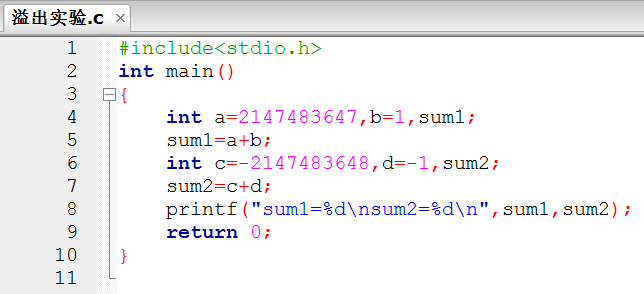 溢出实验.c ×
1 #include<stdio.h>
2 int main()
3 {
4 int a=2147483647,b=1,sum1;
5 sum1=a+b;
6 int c=-2147483648,d=-1,sum2;
7 sum2=c+d;
8 printf("sum1=%d\nsum2=%d\n",sum1,sum2);
9 return 0;
10 }
11